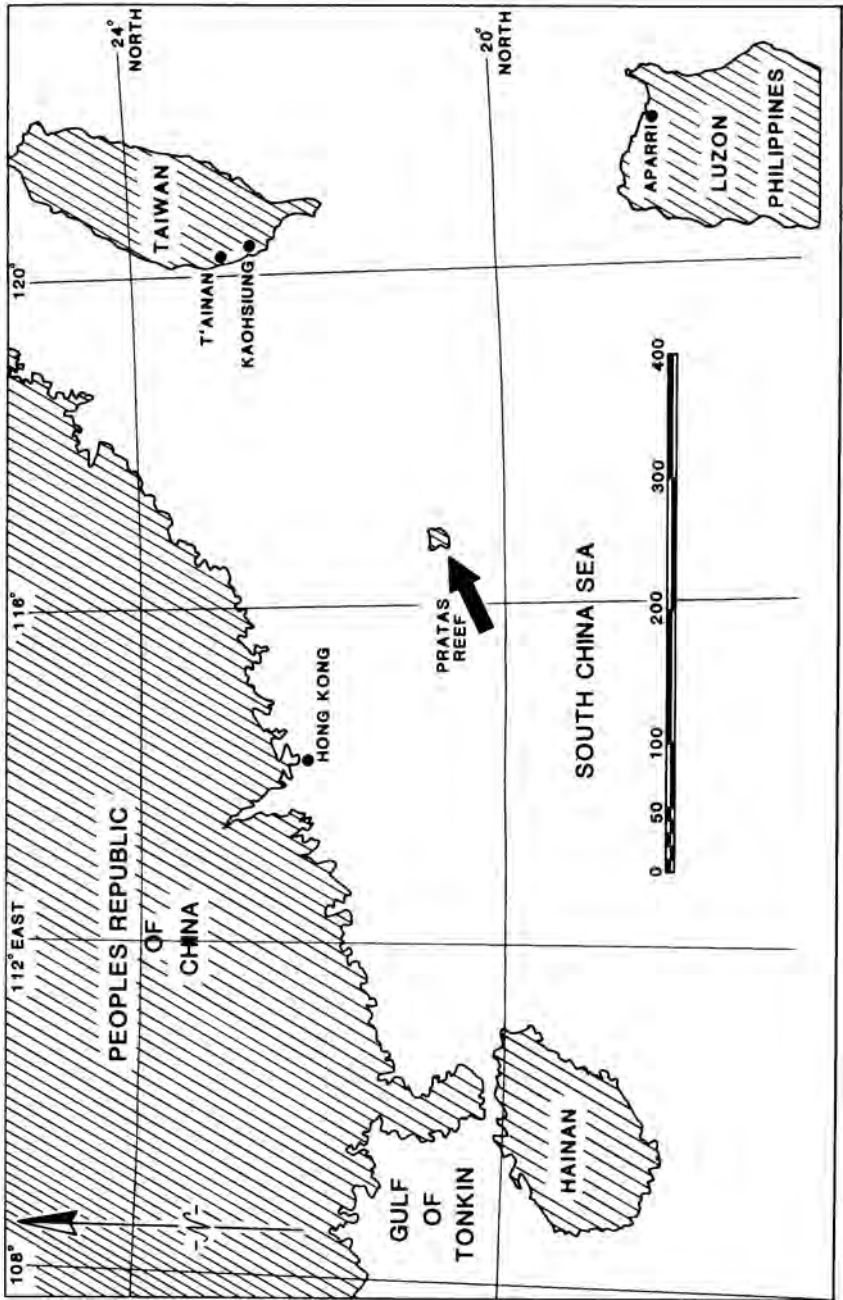 108°
112° EAST
116°
120°
24°
NORTH
PEOPLES REPUBLIC
OF
CHINA
TAIWAN
T'AINAN
KAOHSIUNG
HONG KONG
PRATAS
REEF
20°
NORTH
GULF
OF
TONKIN
HAINAN
SOUTH CHINA SEA
APARRI
LUZON
PHILIPPINES
0 50 100 200 300 400